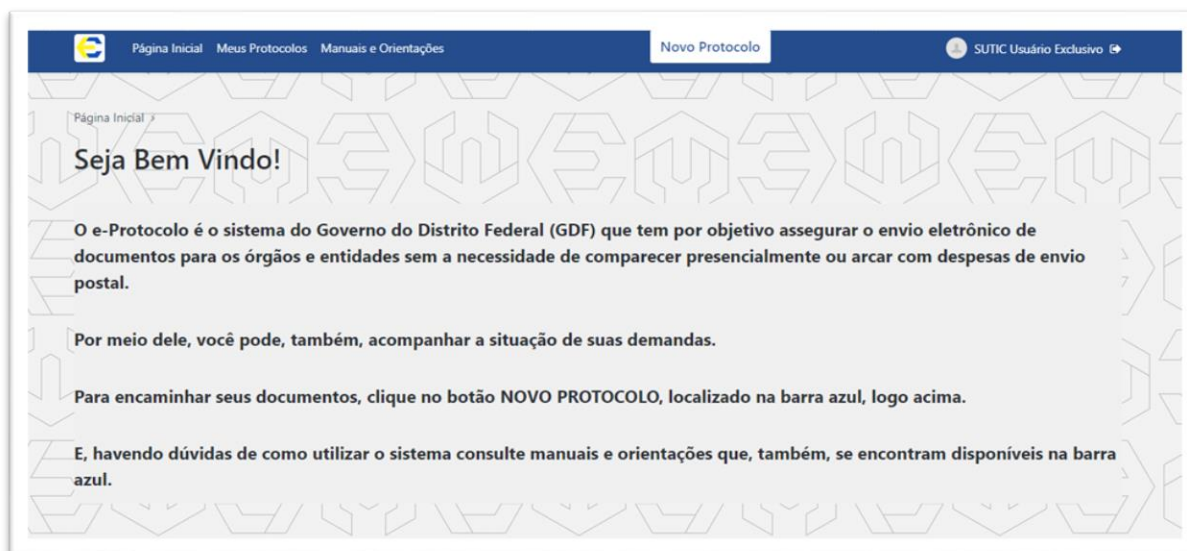 Página Inicial Meus Protocolos Manuais e Orientações Novo Protocolo SUTIC Usuário Exclusivo
Página Inicial >
Seja Bem Vindo!
O e-Protocolo é o sistema do Governo do Distrito Federal (GDF) que tem por objetivo assegurar o envio eletrônico de
documentos para os órgãos e entidades sem a necessidade de comparecer presencialmente ou arcar com despesas de envio
postal.
Por meio dele, você pode, também, acompanhar a situação de suas demandas.
Para encaminhar seus documentos, clique no botão NOVO PROTOCOLO, localizado na barra azul, logo acima.
E, havendo dúvidas de como utilizar o sistema consulte manuais e orientações que, também, se encontram disponíveis na barra
azul.